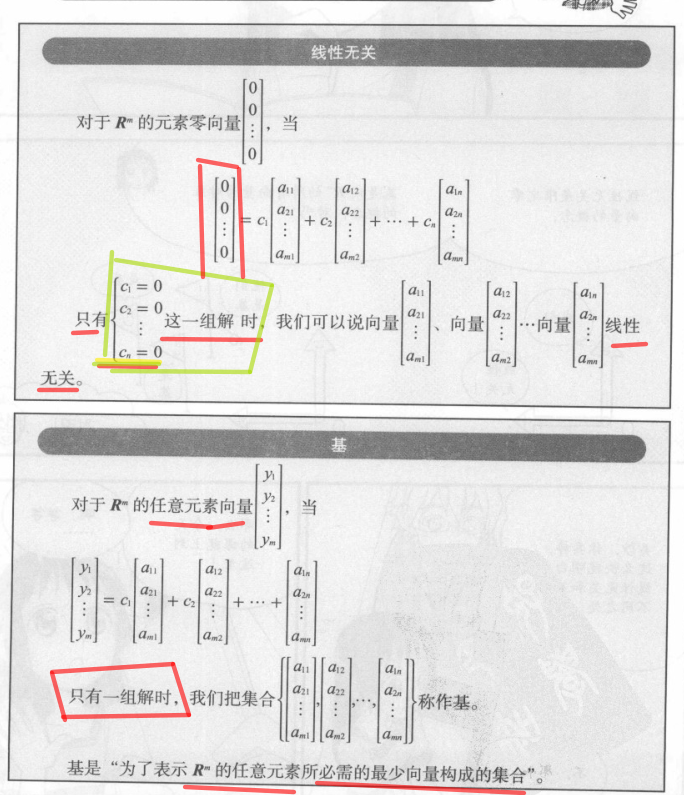 线性无关
对于 Rᵐ 的元素零向量 [0 0 ⋮ 0]，当
[0 0 ⋮ 0] = c₁ [a₁₁ a₂₁ ⋮ aₘ₁] + c₂ [a₁₂ a₂₂ ⋮ aₘ₂] + ⋯ + cₙ [a₁ₙ a₂ₙ ⋮ aₘₙ]
只有 { c₁ = 0 c₂ = 0 ⋮ cₙ = 0 这一组解 时、我们可以说向量 [a₁₁ a₂₁ ⋮ aₘ₁]、向量 [a₁₂ a₂₂ ⋮ aₘ₂] ⋯向量 [a₁ₙ a₂ₙ ⋮ aₘₙ] 线性
无关。
基
对于 Rᵐ 的任意元素向量 [y₁ y₂ ⋮ yₘ]，当
[y₁ y₂ ⋮ yₘ] = c₁ [a₁₁ a₂₁ ⋮ aₘ₁] + c₂ [a₁₂ a₂₂ ⋮ aₘ₂] + ⋯ + [a₁ₙ a₂ₙ ⋮ aₘₙ]
只有一组解时，我们把集合 { [a₁₁ a₂₁ ⋮ aₘ₁], [a₁₂ a₂₂ ⋮ aₘ₂], ⋯, [a₁ₙ a₂ₙ ⋮ aₘₙ] } 称作基。
基是“为了表示 Rᵐ 的任意元素所必需的最少向量构成的集合”。